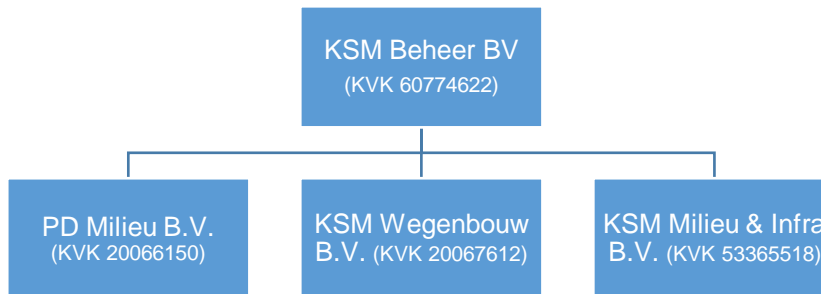 KSM Beheer BV
(KVK 60774622)
PD Milieu B.V.
(KVK 20066150)
KSM Wegenbouw
B.V. (KVK 20067612)
KSM Milieu & Infra
B.V. (KVK 53365518)